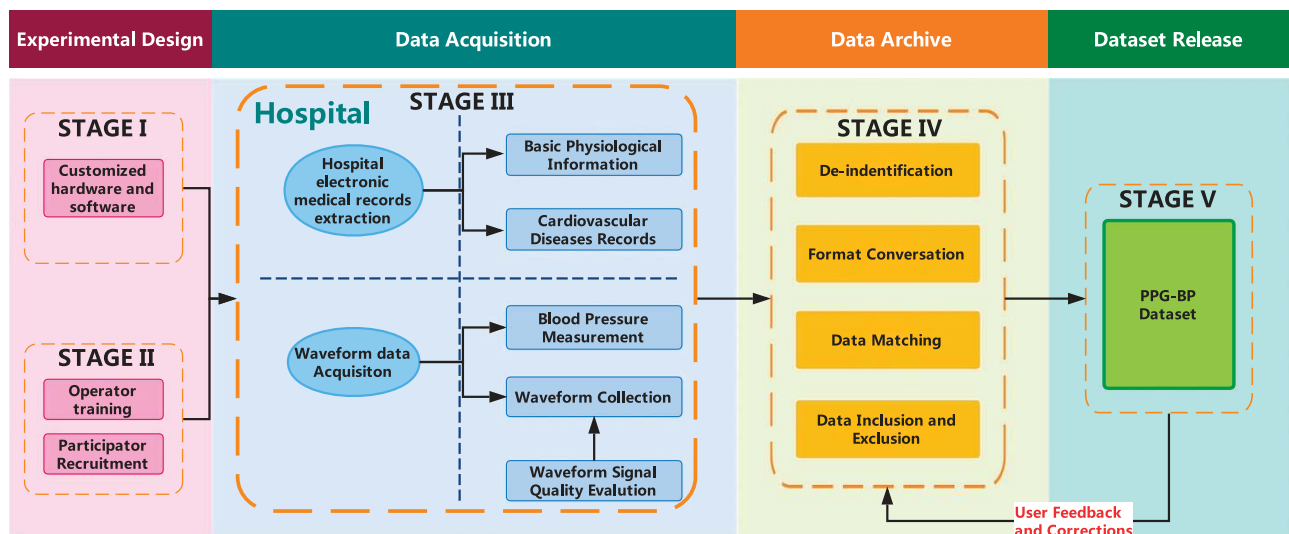 Experimental Design
Data Acquisition
Data Archive
Dataset Release
STAGE I
Customized
hardware and
software
STAGE II
Operator
training
Participator
Recruitment
Hospital
STAGE III
Hospital
electronic
medical records
extraction
Basic Physiological
Information
Cardiovascular
Diseases Records
Waveform data
Acquisiton
Blood Pressure
Measurement
Waveform Collection
Waveform Signal
Quality Evalution
STAGE IV
De-indentification
Format Conversation
Data Matching
Data Inclusion and
Exclusion
STAGE V
PPG-BP
Dataset
User Feedback
and Corrections